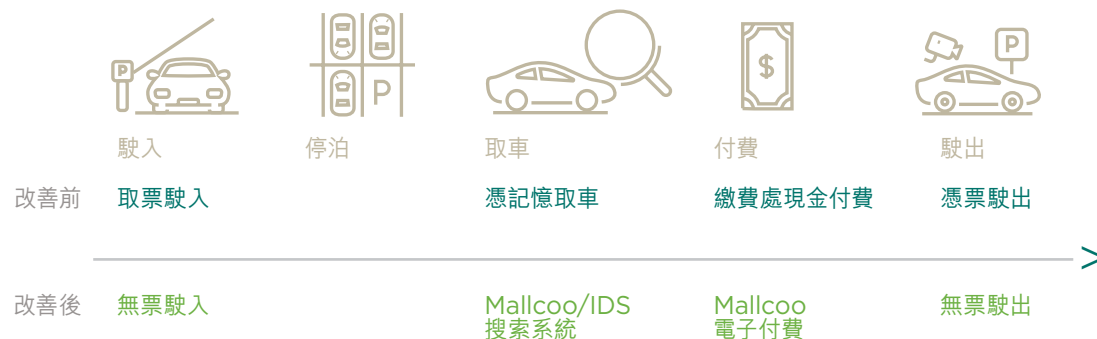 P
P
P
$
駛入
停泊
取車
付費
駛出
改善前
取票駛入
憑記憶取車
繳費處現金付費
憑票駛出
改善後
無票駛入
Mallcoo/IDS
搜索系統
Mallcoo
電子付費
無票駛出